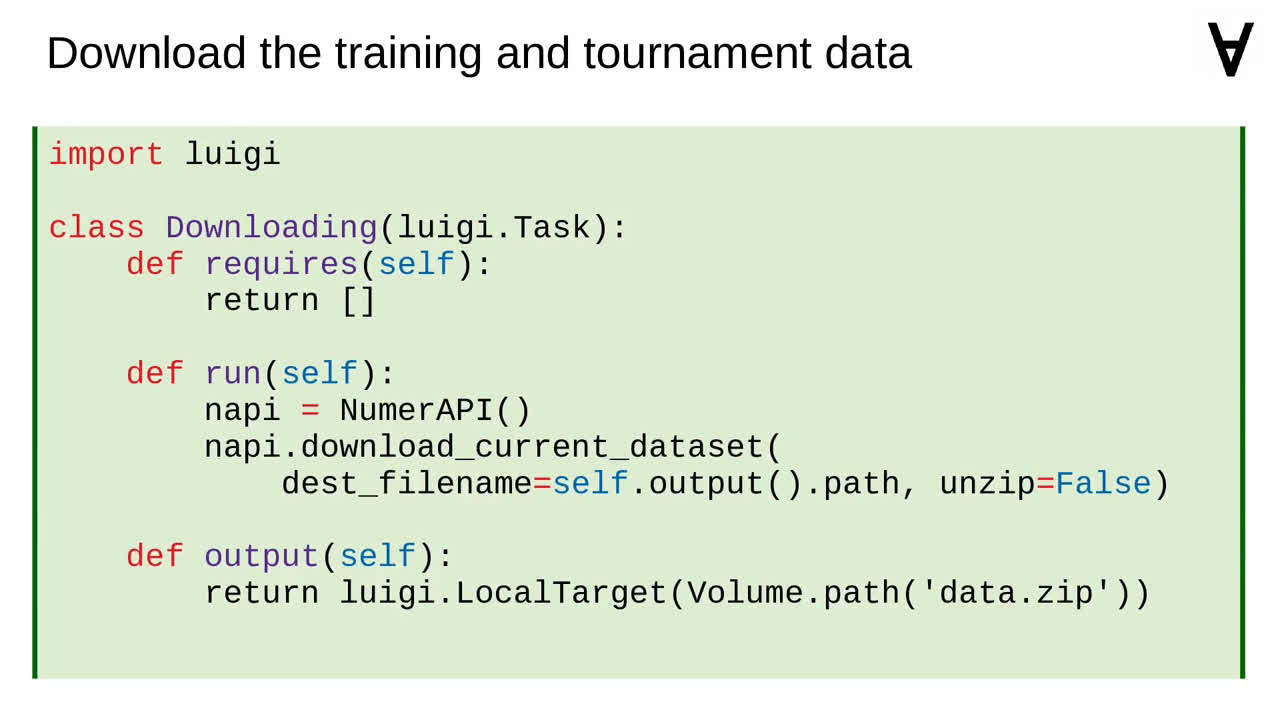 Download the training and tournament data
∀
import luigi
class Downloading(luigi.Task):
    def requires(self):
        return []
    def run(self):
        napi = NumerAPI()
        napi.download_current_dataset(
            dest_filename=self.output().path, unzip=False)
    def output(self):
        return luigi.LocalTarget(Volume.path('data.zip'))